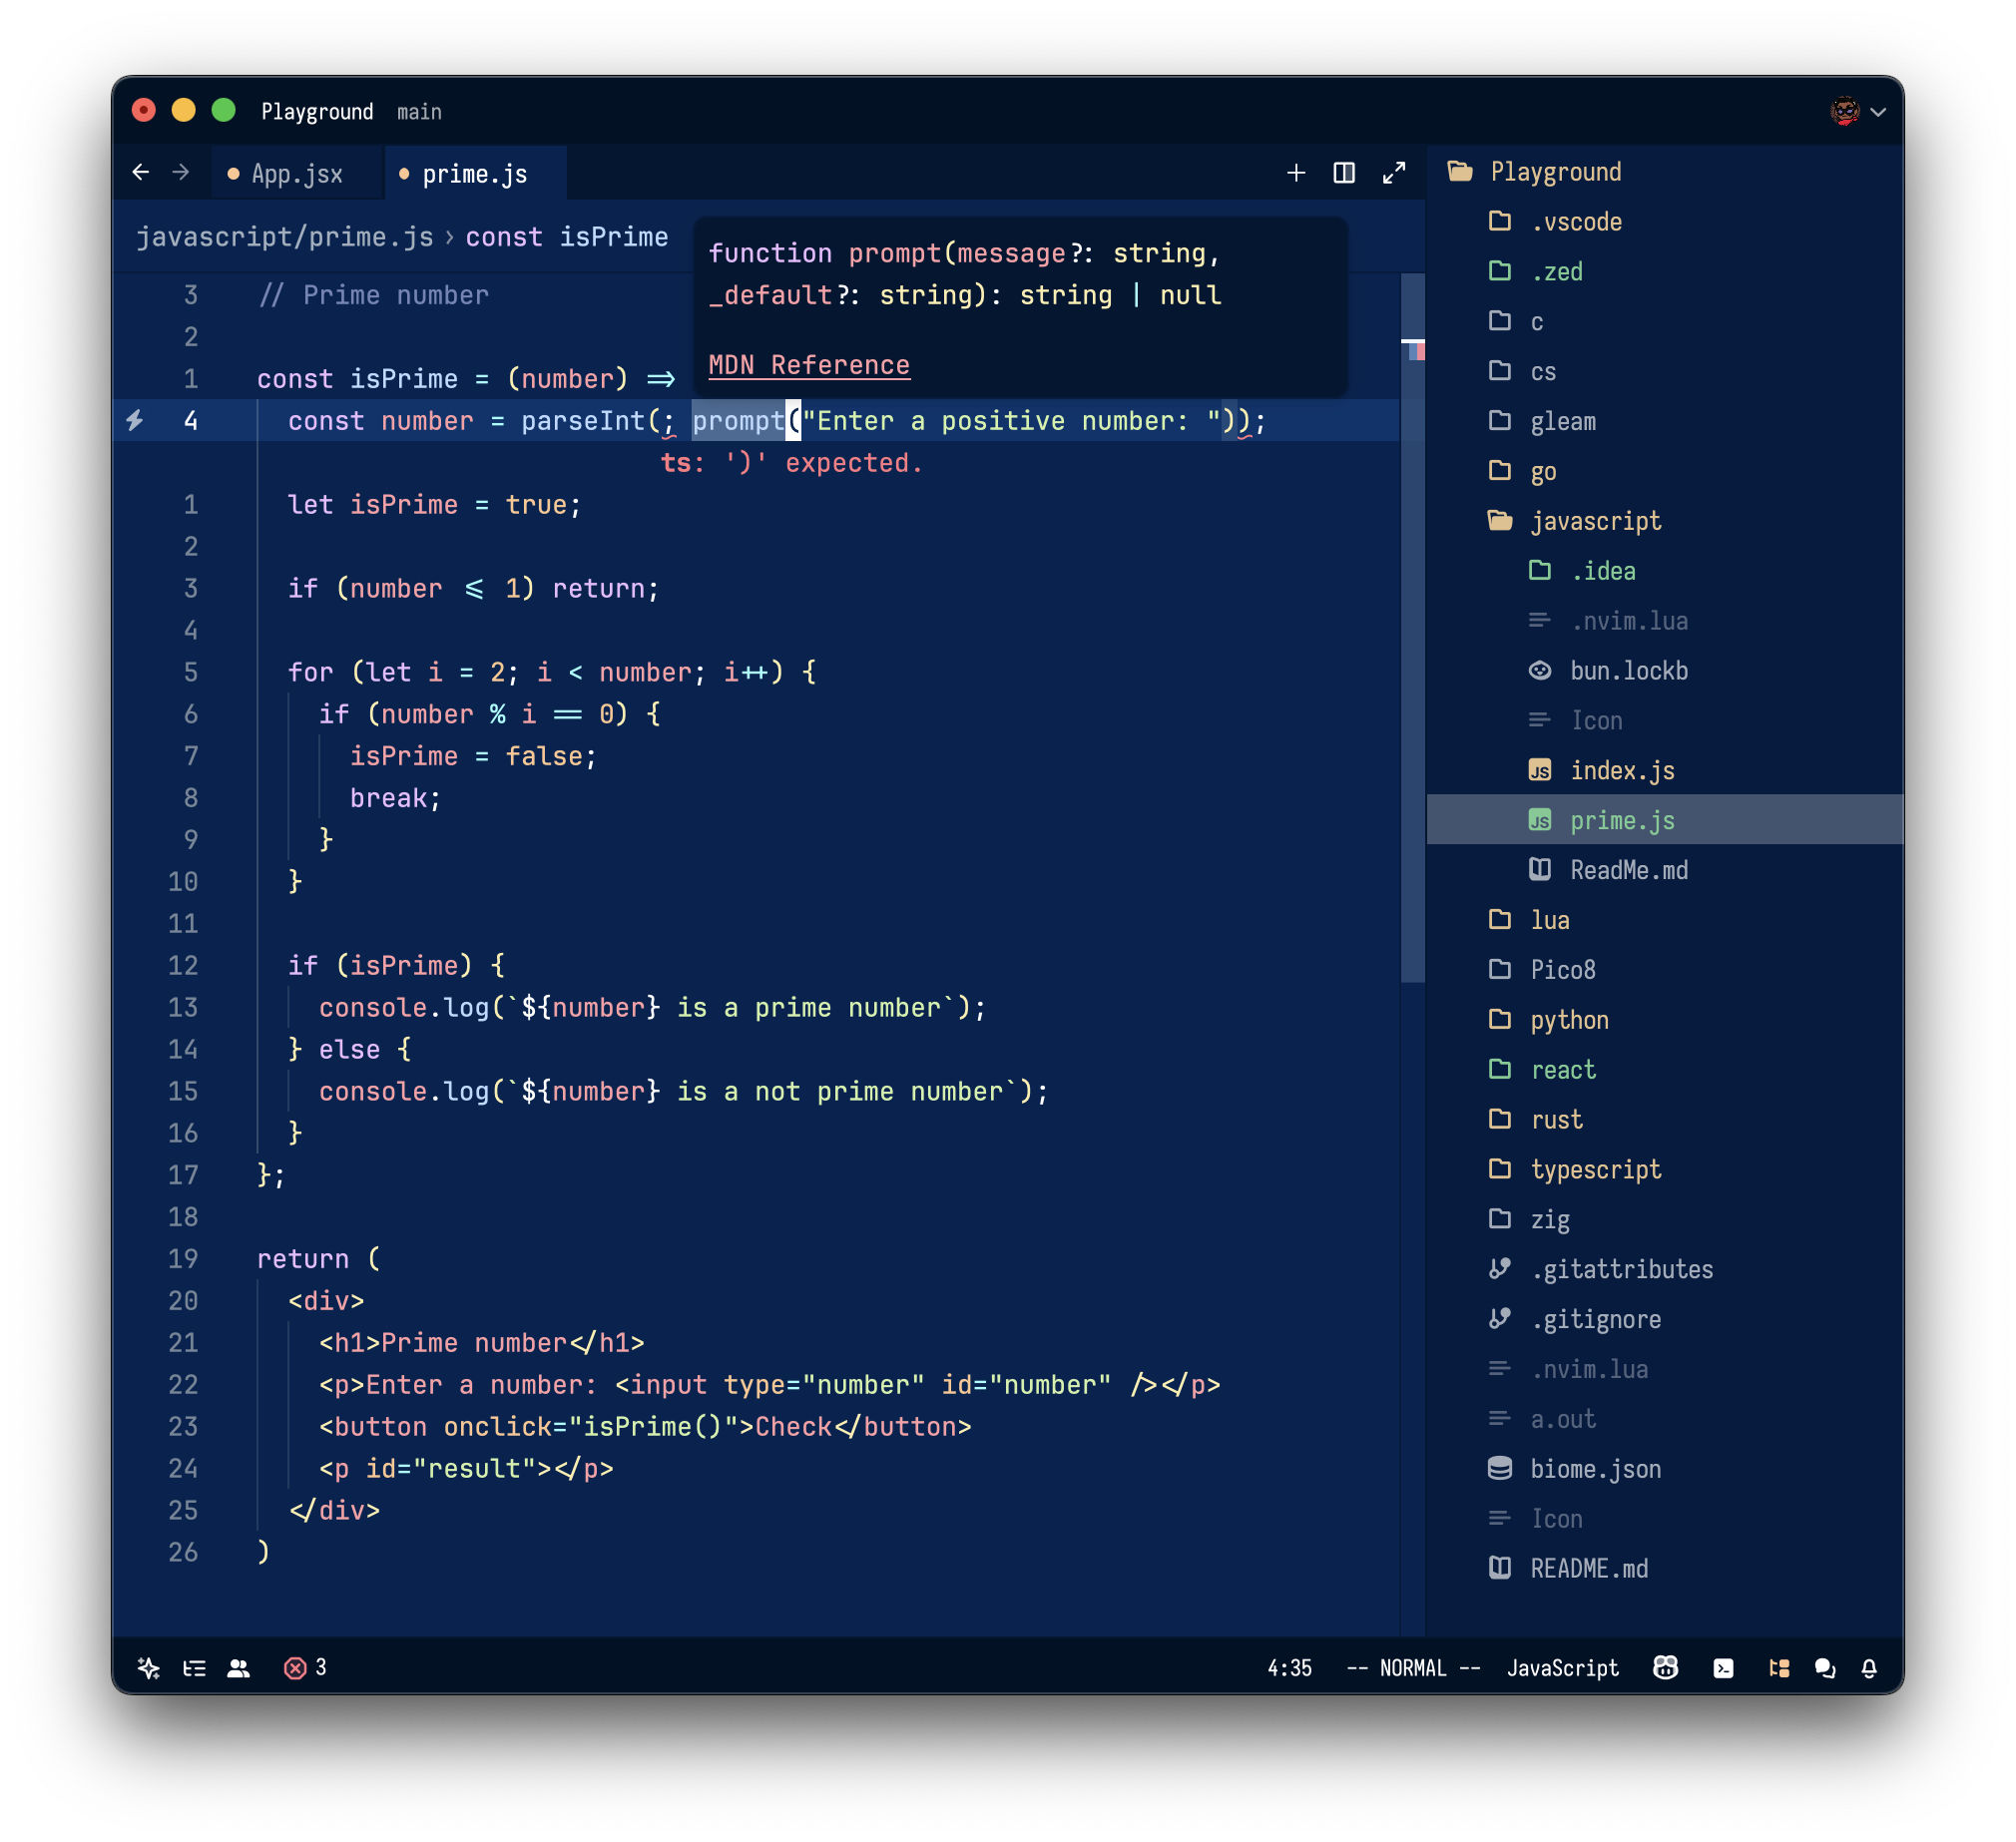 Playground main
App.jsx
prime.js
javascript/prime.js › const isPrime
function prompt(message?: string,
_default?: string): string | null
MDN Reference
3 // Prime number
2
1 const isPrime = (number) =>
4 const number = parseInt(; prompt("Enter a positive number: "));
ts: ')' expected.
1 let isPrime = true;
2
3 if (number <= 1) return;
4
5 for (let i = 2; i < number; i++) {
6 if (number % i == 0) {
7 isPrime = false;
8 break;
9 }
10 }
11
12 if (isPrime) {
13 console.log(`${number} is a prime number`);
14 } else {
15 console.log(`${number} is a not prime number`);
16 }
17 };
18
19 return (
20 <div>
21 <h1>Prime number</h1>
22 <p>Enter a number: <input type="number" id="number" /></p>
23 <button onclick="isPrime()">Check</button>
24 <p id="result"></p>
25 </div>
26 )
Playground
.vscode
.zed
c
cs
gleam
go
javascript
.idea
.nvim.lua
bun.lockb
Icon
JS index.js
JS prime.js
ReadMe.md
lua
Pico8
python
react
rust
typescript
zig
.gitattributes
.gitignore
.nvim.lua
a.out
biome.json
Icon
README.md
3
4:35 -- NORMAL -- JavaScript